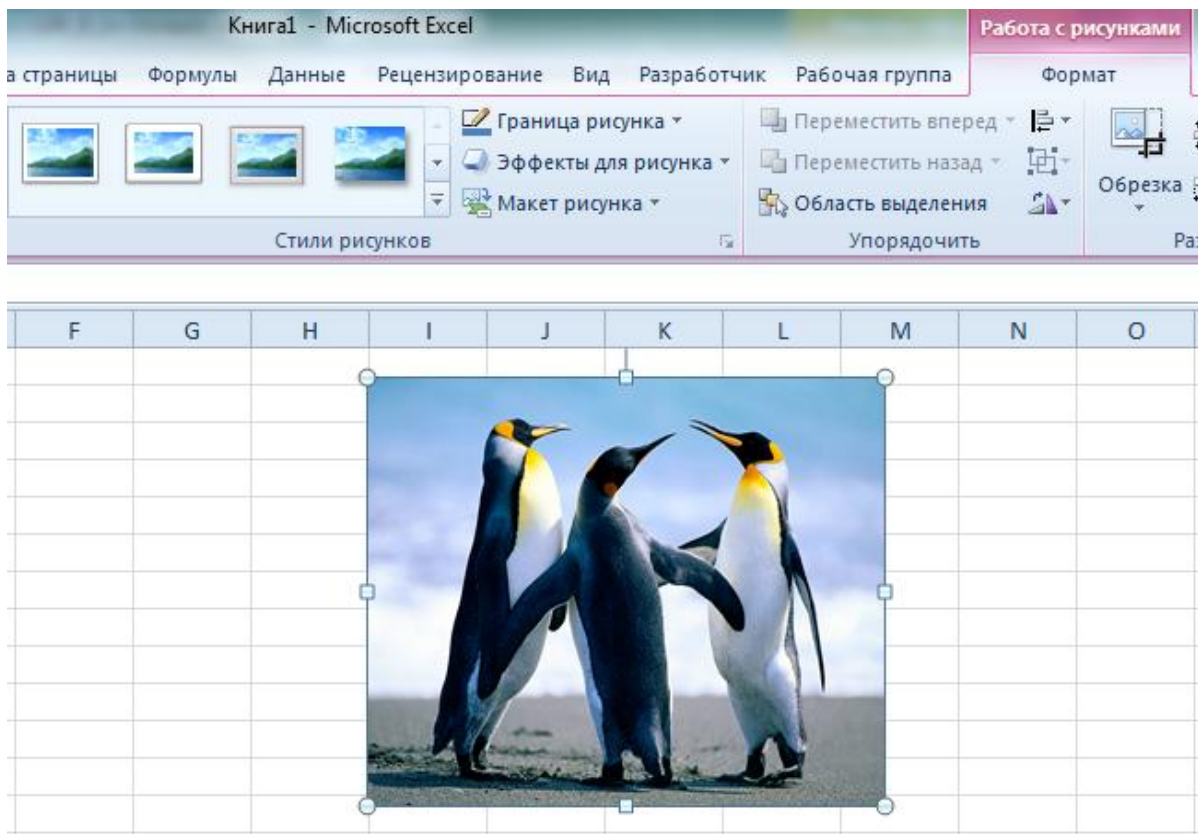 Книга1 - Microsoft Excel
Работа с рисунками
а страницы Формулы Данные Рецензирование Вид Разработчик Рабочая группа Формат
Граница рисунка Переместить вперед
Эффекты для рисунка Переместить назад
Макет рисунка Область выделения Обрезка
Стили рисунков Упорядочить Ра
F G H I J K L M N O